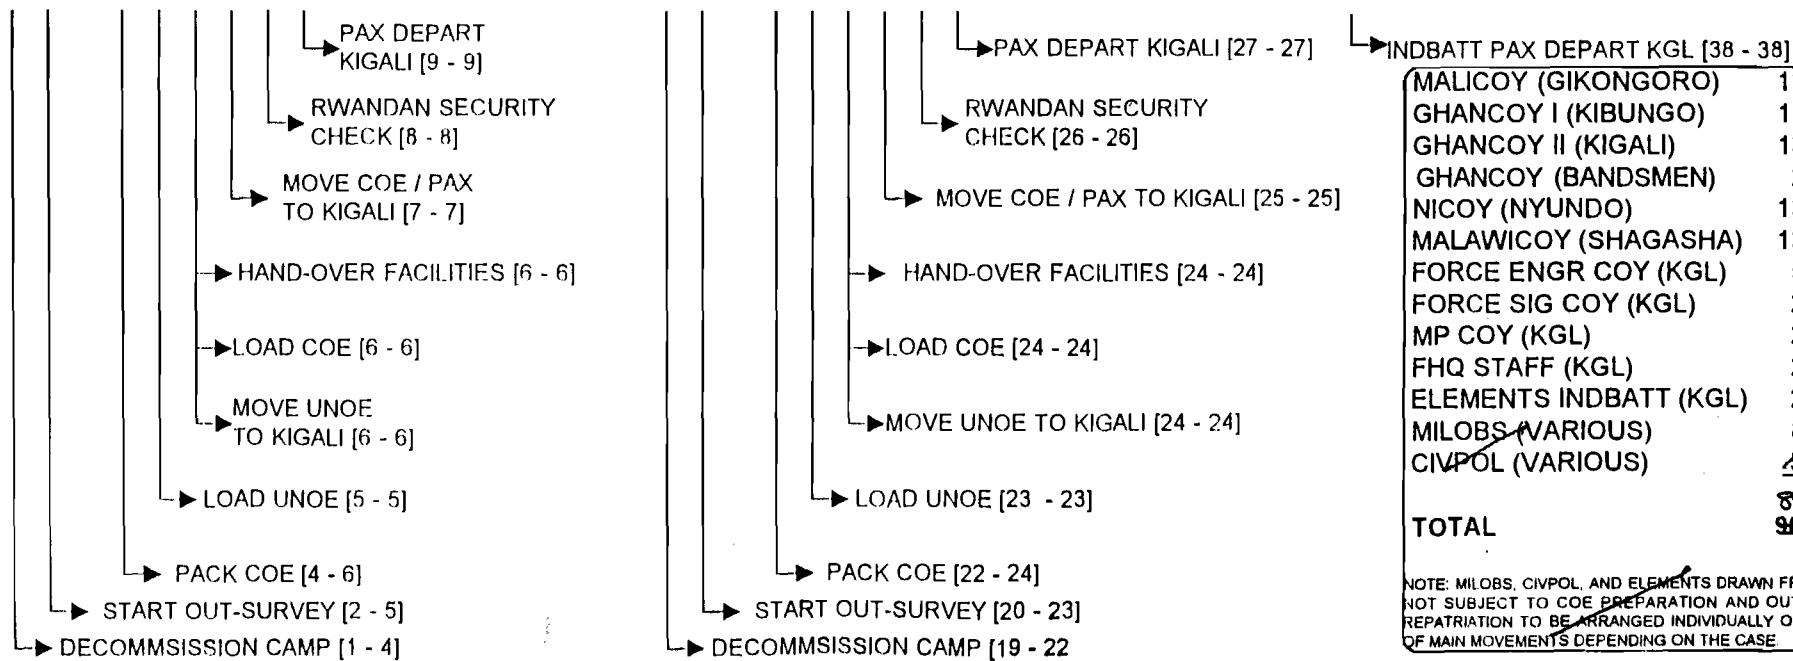 PAX DEPART
KIGALI [9 - 9]
RWANDAN SECURITY
CHECK [8 - 8]
MOVE COE / PAX
TO KIGALI [7 - 7]
HAND-OVER FACILITIES [6 - 6]
LOAD COE [6 - 6]
MOVE UNOE
TO KIGALI [6 - 6]
LOAD UNOE [5 - 5]
PACK COE [4 - 6]
START OUT-SURVEY [2 - 5]
DECOMMSISSION CAMP [1 - 4]
PAX DEPART KIGALI [27 - 27]
RWANDAN SECURITY
CHECK [26 - 26]
MOVE COE / PAX TO KIGALI [25 - 25]
HAND-OVER FACILITIES [24 - 24]
LOAD COE [24 - 24]
MOVE UNOE TO KIGALI [24 - 24]
LOAD UNOE [23 - 23]
PACK COE [22 - 24]
START OUT-SURVEY [20 - 23]
DECOMMSISSION CAMP [19 - 22
INDBATT PAX DEPART KGL [38 - 38]
MALICOY (GIKONGORO)
GHANCOY I (KIBUNGO)
GHANCOY II (KIGALI)
GHANCOY (BANDSMEN)
NICOY (NYUNDO)
MALAWICOY (SHAGASHA)
FORCE ENGR COY (KGL)
FORCE SIG COY (KGL)
MP COY (KGL)
FHQ STAFF (KGL)
ELEMENTS INDBATT (KGL)
MILOBS (VARIOUS)
CIVPOL (VARIOUS)
TOTAL
NOTE: MILOBS, CIVPOL, AND ELEMENTS DRAWN
NOT SUBJECT TO COE PREPARATION AND
REPATRIATION TO BE ARRANGED INDIVIDUALLY
OF MAIN MOVEMENTS DEPENDING ON THE CASE.